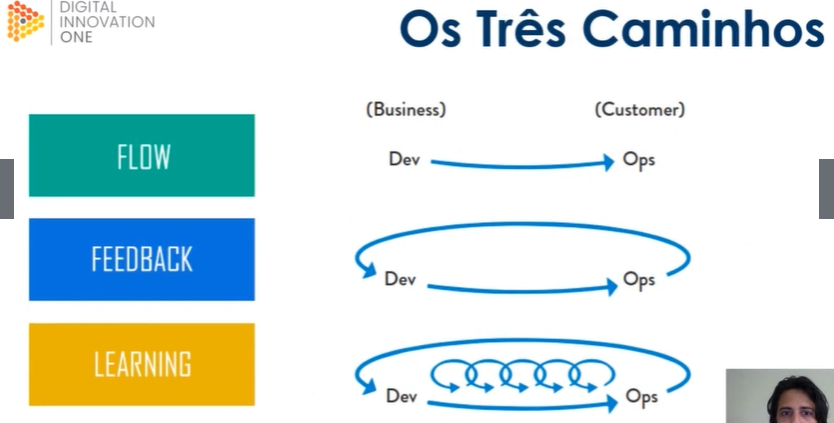 DIGITAL
INNOVATION
ONE
Os Três Caminhos
(Business) (Customer)
FLOW
Dev Ops
FEEDBACK
Dev Ops
LEARNING
Dev Ops